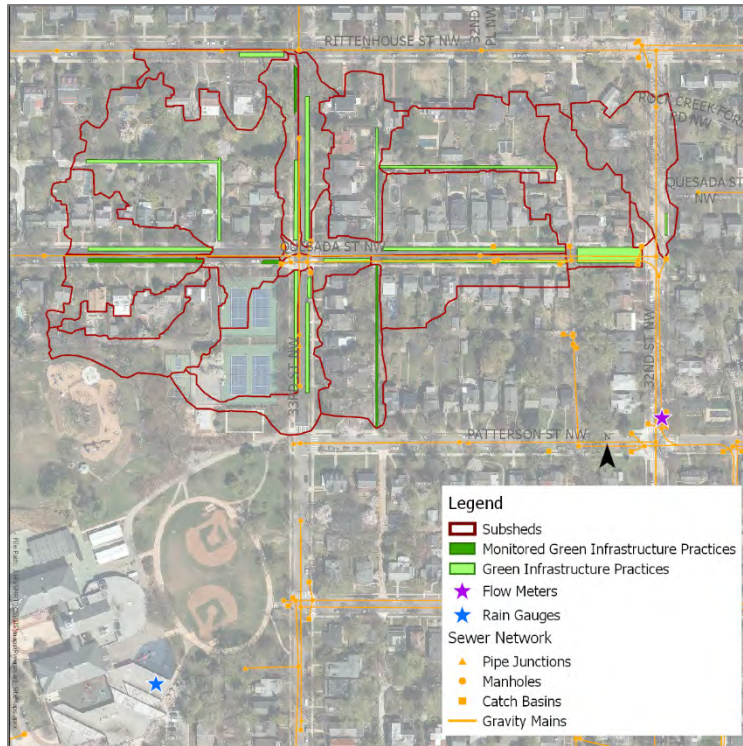 RITTENHOUSE ST NW
32ND
PL NW
ROCK CREEK FORD
RD NW
QUESADA ST
NW
QUESADA ST NW
33RD ST NW
32ND ST NW
PATTERSON ST NW
N
Legend
Subsheds
Monitored Green Infrastructure Practices
Green Infrastructure Practices
Flow Meters
Rain Gauges
Sewer Network
Pipe Junctions
Manholes
Catch Basins
Gravity Mains